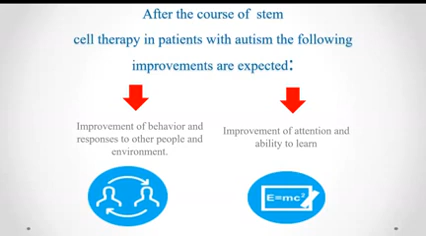 After the course of stem
cell therapy in patients with autism the following
improvements are expected:
Improvement of behavior and
responses to other people and
environment.
Improvement of attention and
ability to learn
E=mc²